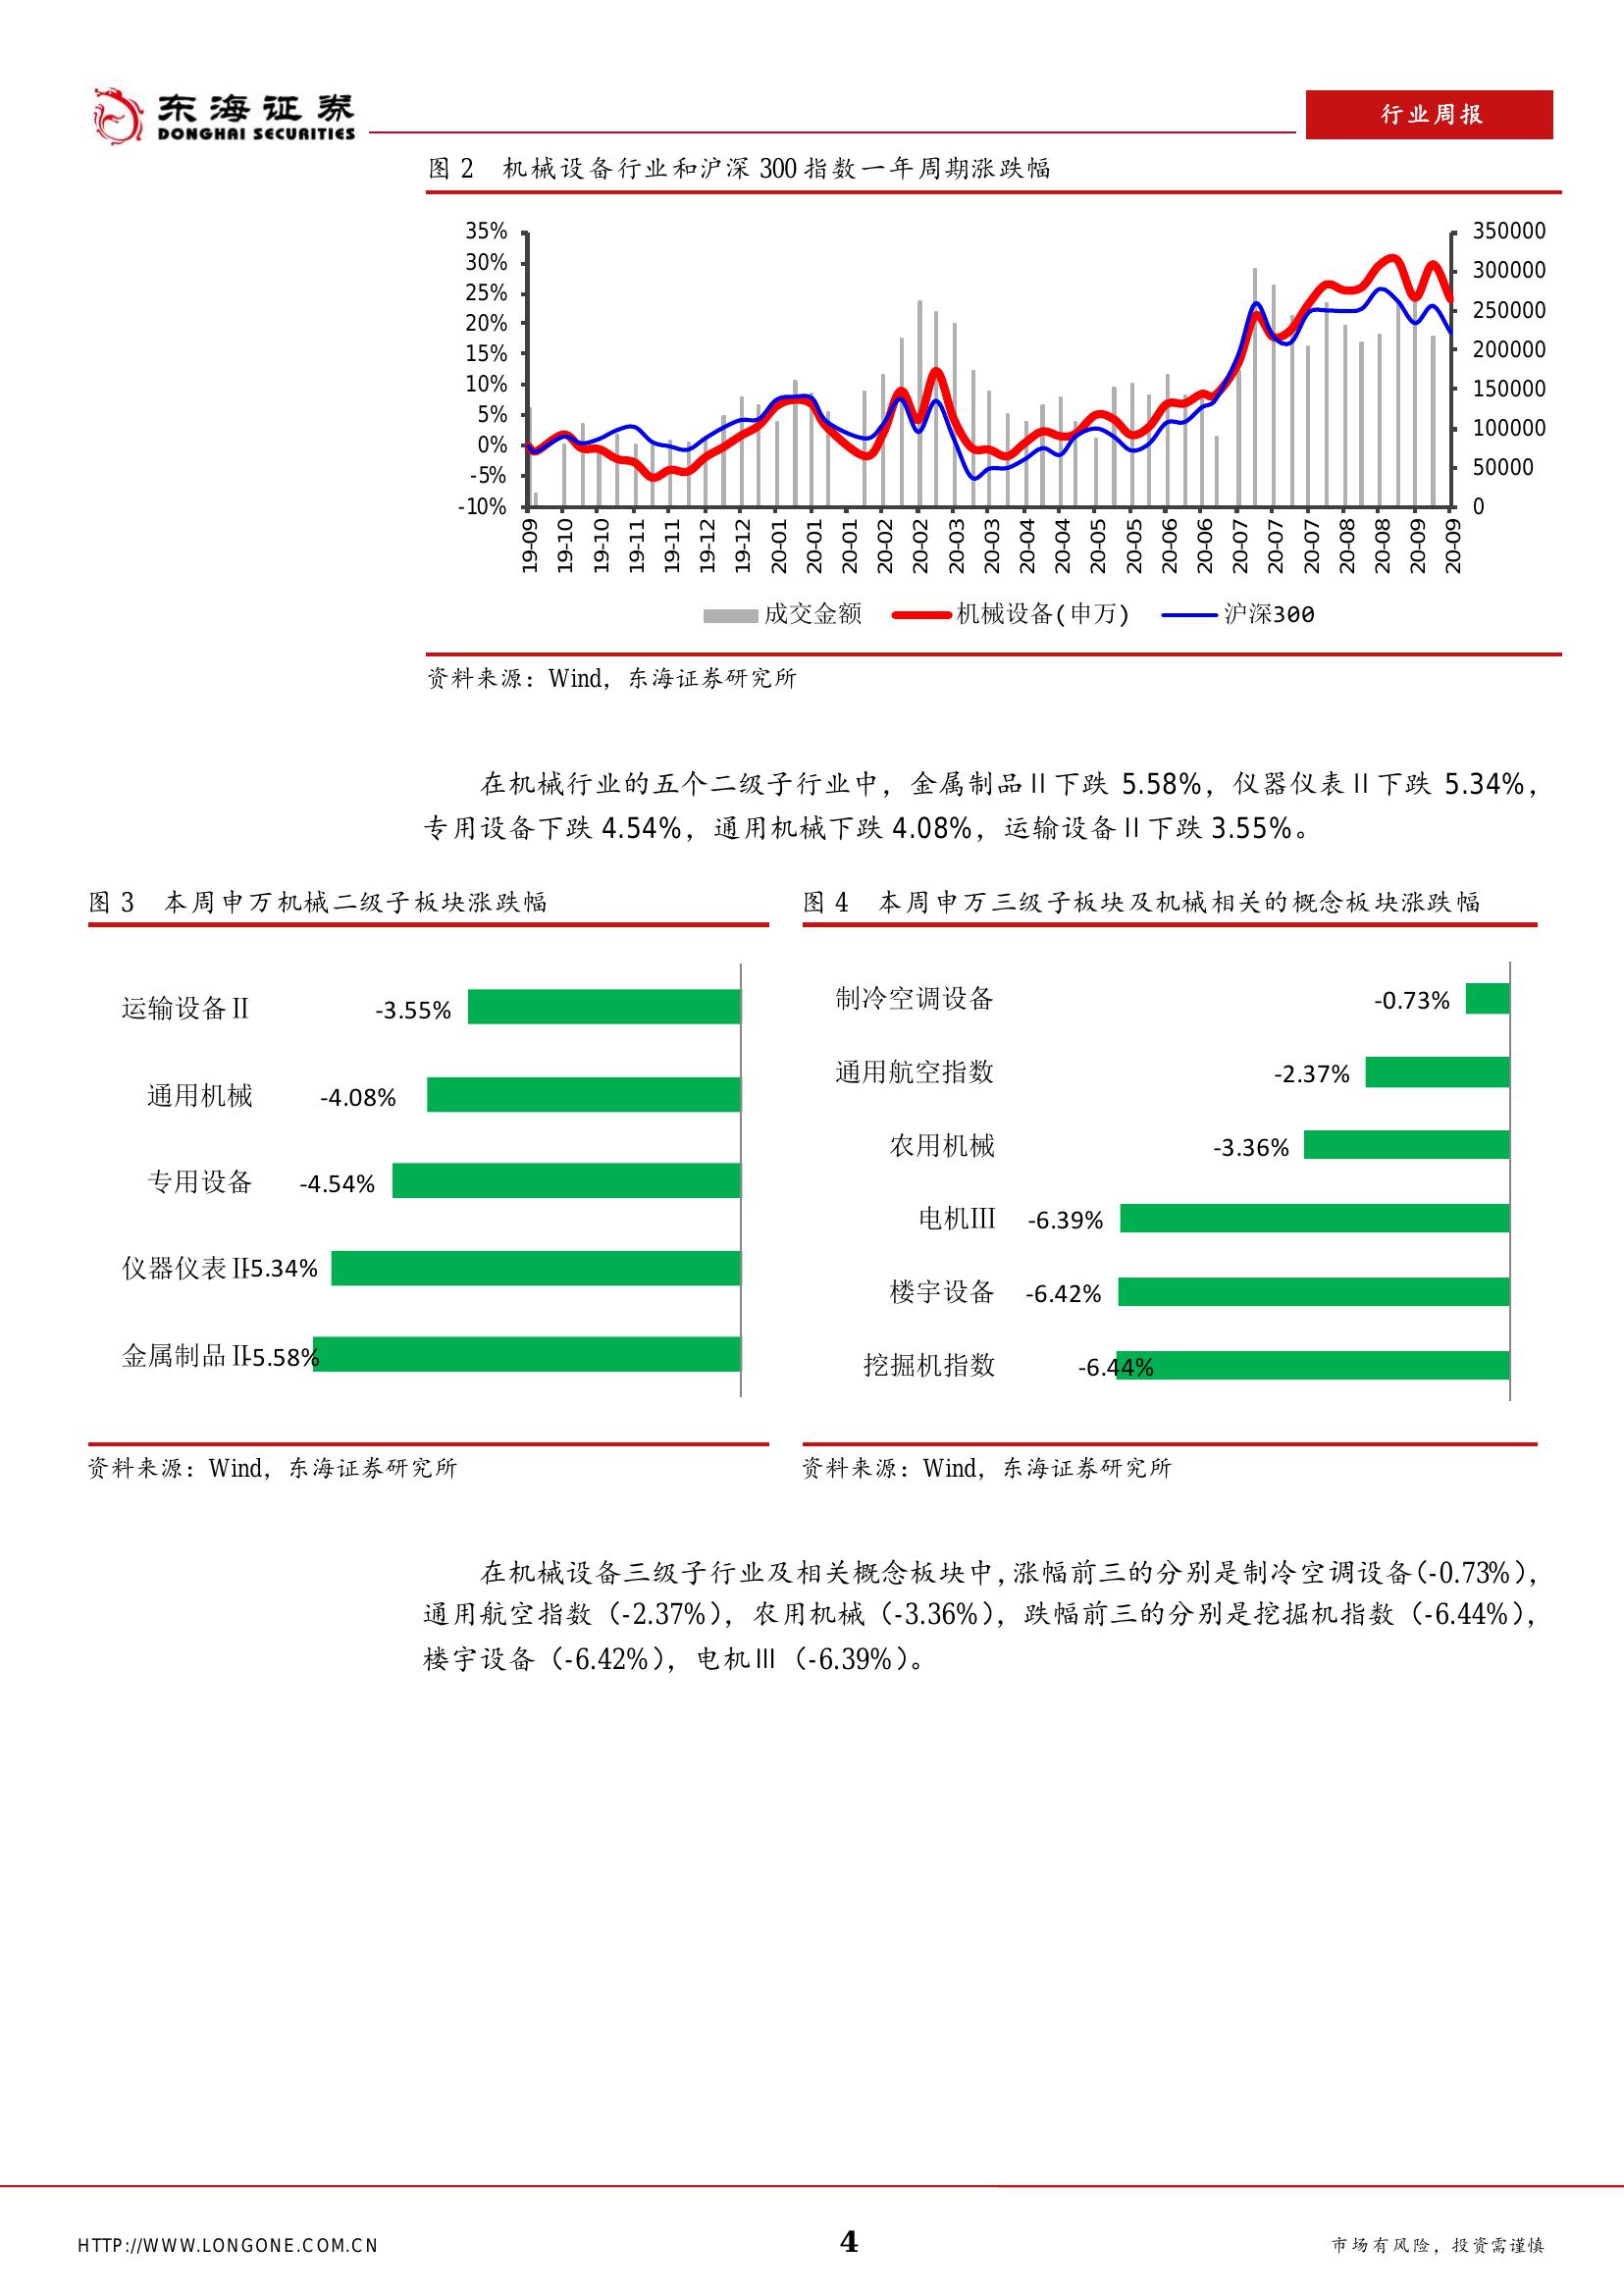 东海证券
DONGHAI SECURITIES
行业周报
图 2 机械设备行业和沪深 300 指数一年周期涨跌幅
35%
30%
25%
20%
15%
10%
5%
0%
-5%
-10%
350000
300000
250000
200000
150000
100000
50000
0
19-09
19-10
19-10
19-11
19-11
19-12
19-12
20-01
20-01
20-01
20-02
20-02
20-03
20-03
20-04
20-04
20-05
20-05
20-06
20-06
20-07
20-07
20-07
20-08
20-08
20-09
20-09
成交金额 机械设备(申万) 沪深300
资料来源：Wind，东海证券研究所
在机械行业的五个二级子行业中，金属制品Ⅱ下跌 5.58%，仪器仪表Ⅱ下跌 5.34%，
专用设备下跌 4.54%，通用机械下跌 4.08%，运输设备Ⅱ下跌 3.55%。
图 3 本周申万机械二级子板块涨跌幅
运输设备Ⅱ -3.55%
通用机械 -4.08%
专用设备 -4.54%
仪器仪表Ⅱ -5.34%
金属制品Ⅱ -5.58%
资料来源：Wind，东海证券研究所
图 4 本周申万三级子板块及机械相关的概念板块涨跌幅
制冷空调设备 -0.73%
通用航空指数 -2.37%
农用机械 -3.36%
电机Ⅲ -6.39%
楼宇设备 -6.42%
挖掘机指数 -6.44%
资料来源：Wind，东海证券研究所
在机械设备三级子行业及相关概念板块中，涨幅前三的分别是制冷空调设备（-0.73%），
通用航空指数（-2.37%），农用机械（-3.36%），跌幅前三的分别是挖掘机指数（-6.44%），
楼宇设备（-6.42%），电机Ⅲ（-6.39%）。
HTTP://WWW.LONGONE.COM.CN
4
市场有风险，投资需谨慎